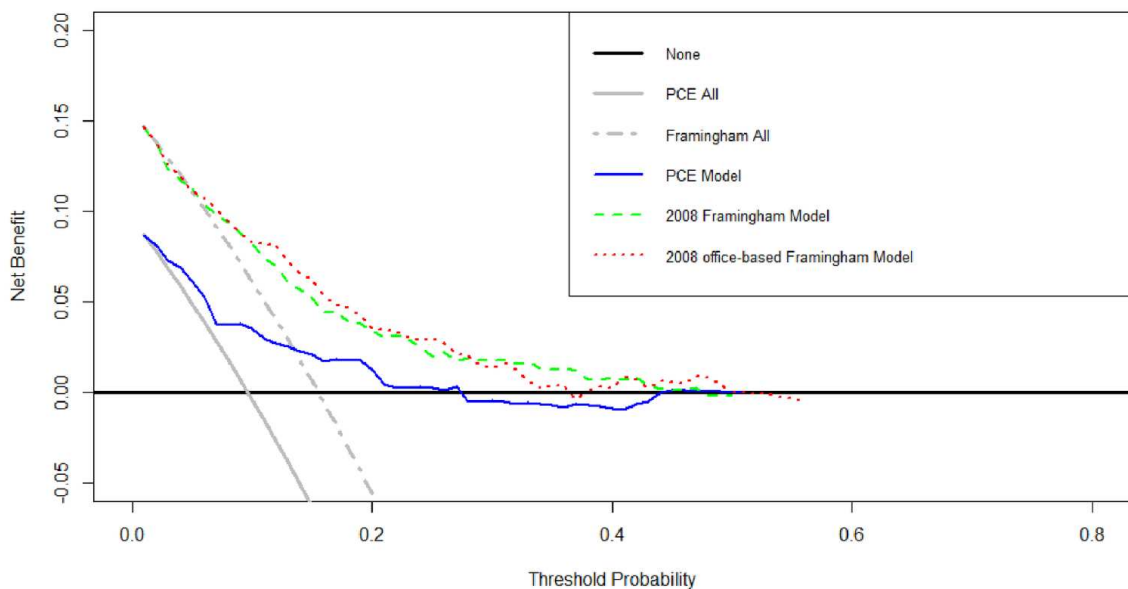 0.20
0.15
0.10
0.05
0.00
-0.05
Net Benefit
None
PCE All
Framingham All
PCE Model
2008 Framingham Model
2008 office-based Framingham Model
0.0 0.2 0.4 0.6 0.8
Threshold Probability